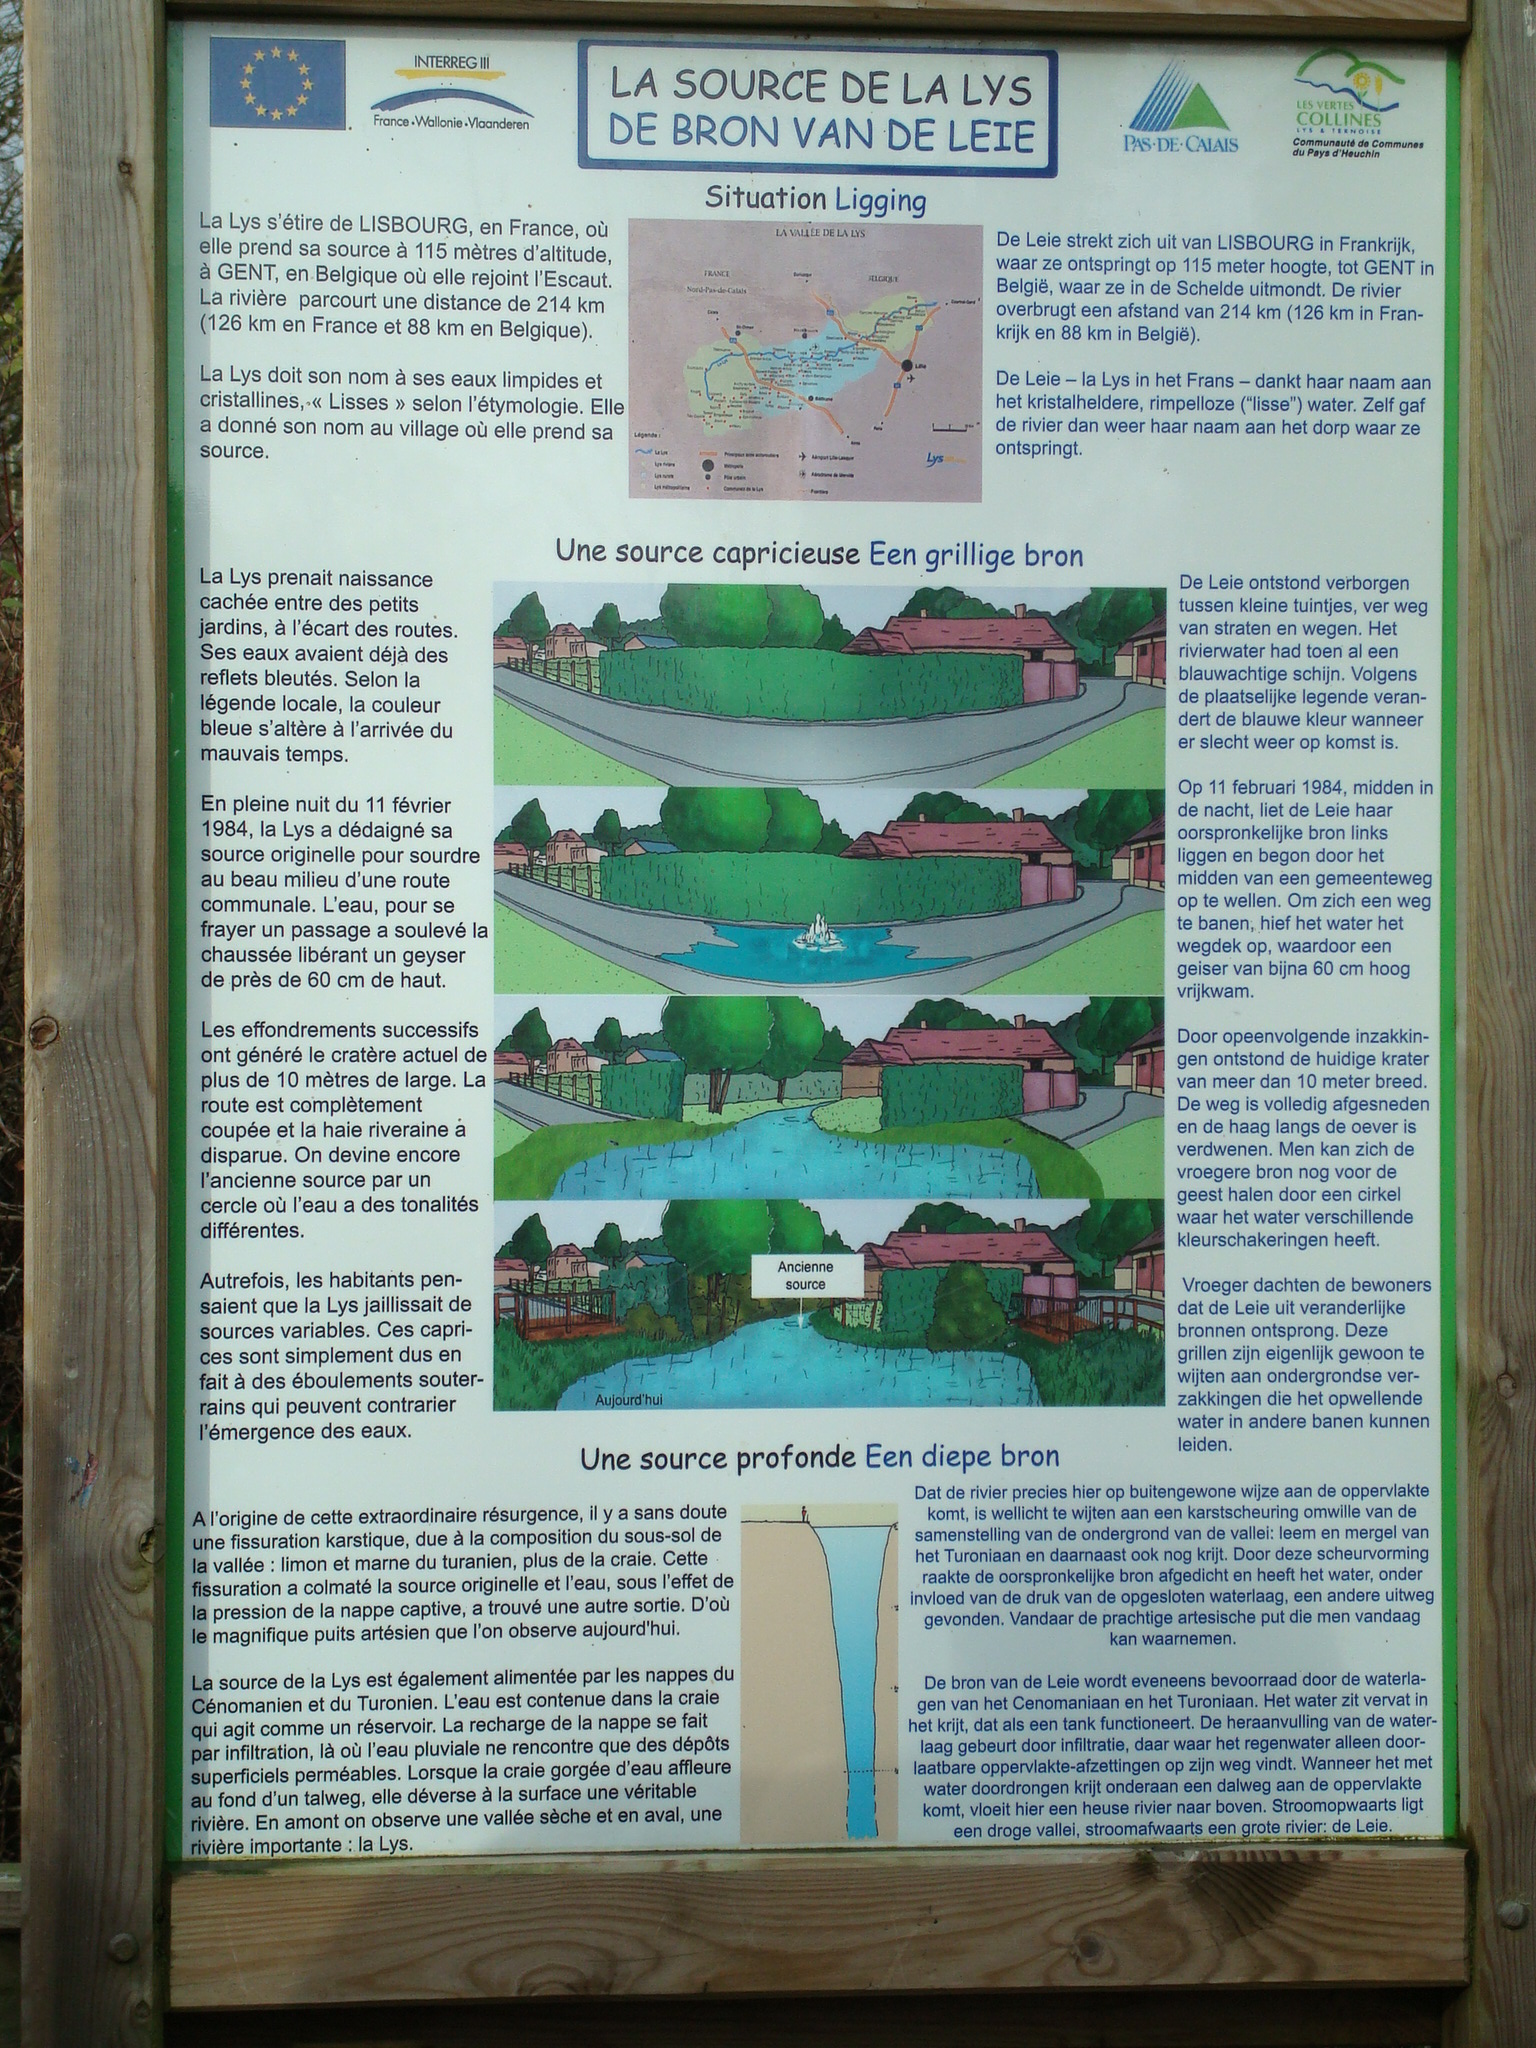 INTERREG III
France • Wallonie • Vlaanderen
LA SOURCE DE LA LYS
DE BRON VAN DE LEIE
PAS-DE-CALAIS
LES VERTES
COLLINES
LYS & TERNOISE
Communauté de Communes
du Pays d'Heuchin
Situation Ligging
La Lys s'étire de LISBOURG, en France, où
elle prend sa source à 115 mètres d'altitude,
à GENT, en Belgique où elle rejoint l'Escaut.
La rivière parcourt une distance de 214 km
(126 km en France et 88 km en Belgique).
La Lys doit son nom à ses eaux limpides et
cristallines, « Lisses » selon l'étymologie. Elle
a donné son nom au village où elle prend sa
source.
LA VALLÉE DE LA LYS
FRANCE
Nord-Pas-de-Calais
BELGIQUE
Lille
Légende :
La Lys
Lys
De Leie strekt zich uit van LISBOURG in Frankrijk,
waar ze ontspringt op 115 meter hoogte, tot GENT in
België, waar ze in de Schelde uitmondt. De rivier
overbrugt een afstand van 214 km (126 km in Fran-
krijk en 88 km in België).
De Leie – la Lys in het Frans – dankt haar naam aan
het kristalheldere, rimpelloze ("lisse") water. Zelf gaf
de rivier dan weer haar naam aan het dorp waar ze
ontspringt.
Une source capricieuse Een grillige bron
La Lys prenait naissance
cachée entre des petits
jardins, à l'écart des routes.
Ses eaux avaient déjà des
reflets bleutés. Selon la
légende locale, la couleur
bleue s'altère à l'arrivée du
mauvais temps.
En pleine nuit du 11 février
1984, la Lys a dédaigné sa
source originelle pour sourdre
au beau milieu d'une route
communale. L'eau, pour se
frayer un passage a soulevé la
chaussée libérant un geyser
de près de 60 cm de haut.
Les effondrements successifs
ont généré le cratère actuel de
plus de 10 mètres de large. La
route est complètement
coupée et la haie riveraine a
disparue. On devine encore
l'ancienne source par un
cercle où l'eau a des tonalités
différentes.
Autrefois, les habitants pen-
saient que la Lys jaillissait de
sources variables. Ces capri-
ces sont simplement dus en
fait à des éboulements souter-
rains qui peuvent contrarier
l'émergence des eaux.
Ancienne
source
Aujourd'hui
De Leie ontstond verborgen
tussen kleine tuintjes, ver weg
van straten en wegen. Het
rivierwater had toen al een
blauwachtige schijn. Volgens
de plaatselijke legende veran-
dert de blauwe kleur wanneer
er slecht weer op komst is.
Op 11 februari 1984, midden in
de nacht, liet de Leie haar
oorspronkelijke bron links
liggen en begon door het
midden van een gemeenteweg
op te wellen. Om zich een weg
te banen, hief het water het
wegdek op, waardoor een
geiser van bijna 60 cm hoog
vrijkwam.
Door opeenvolgende inzakkin-
gen ontstond de huidige krater
van meer dan 10 meter breed.
De weg is volledig afgesneden
en de haag langs de oever is
verdwenen. Men kan zich de
vroegere bron nog voor de
geest halen door een cirkel
waar het water verschillende
kleurschakeringen heeft.
Vroeger dachten de bewoners
dat de Leie uit veranderlijke
bronnen ontsprong. Deze
grillen zijn eigenlijk gewoon te
wijten aan ondergrondse ver-
zakkingen die het opwellende
water in andere banen kunnen
leiden.
Une source profonde Een diepe bron
A l'origine de cette extraordinaire résurgence, il y a sans doute
une fissuration karstique, due à la composition du sous-sol de
la vallée : limon et marne du turanien, plus de la craie. Cette
fissuration a colmaté la source originelle et l'eau, sous l'effet de
la pression de la nappe captive, a trouvé une autre sortie. D'où
le magnifique puits artésien que l'on observe aujourd'hui.
La source de la Lys est également alimentée par les nappes du
Cénomanien et du Turonien. L'eau est contenue dans la craie
qui agit comme un réservoir. La recharge de la nappe se fait
par infiltration, là où l'eau pluviale ne rencontre que des dépôts
superficiels perméables. Lorsque la craie gorgée d'eau affleure
au fond d'un talweg, elle déverse à la surface une véritable
rivière. En amont on observe une vallée sèche et en aval, une
rivière importante : la Lys.
Dat de rivier precies hier op buitengewone wijze aan de oppervlakte
komt, is wellicht te wijten aan een karstscheuring omwille van de
samenstelling van de ondergrond van de vallei: leem en mergel van
het Turoniaan en daarnaast ook nog krijt. Door deze scheurvorming
raakte de oorspronkelijke bron afgedicht en heeft het water, onder
invloed van de druk van de opgesloten waterlaag, een andere uitweg
gevonden. Vandaar de prachtige artesische put die men vandaag
kan waarnemen.
De bron van de Leie wordt eveneens bevoorraad door de waterla-
gen van het Cenomaniaan en het Turoniaan. Het water zit vervat in
het krijt, dat als een tank functioneert. De heraanvulling van de water-
laag gebeurt door infiltratie, daar waar het regenwater alleen door-
laatbare oppervlakte-afzettingen op zijn weg vindt. Wanneer het met
water doordrongen krijt onderaan een dalweg aan de oppervlakte
komt, vloeit hier een heuse rivier naar boven. Stroomopwaarts ligt
een droge vallei, stroomafwaarts een grote rivier: de Leie.